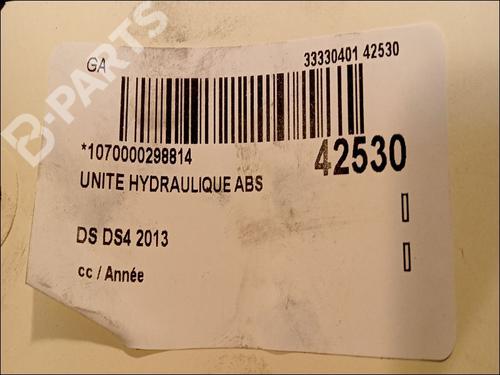 GA 33330401 42530
*1070000298814 42530
UNITE HYDRAULIQUE ABS
DS DS4 2013
cc / Année
B-PARTS